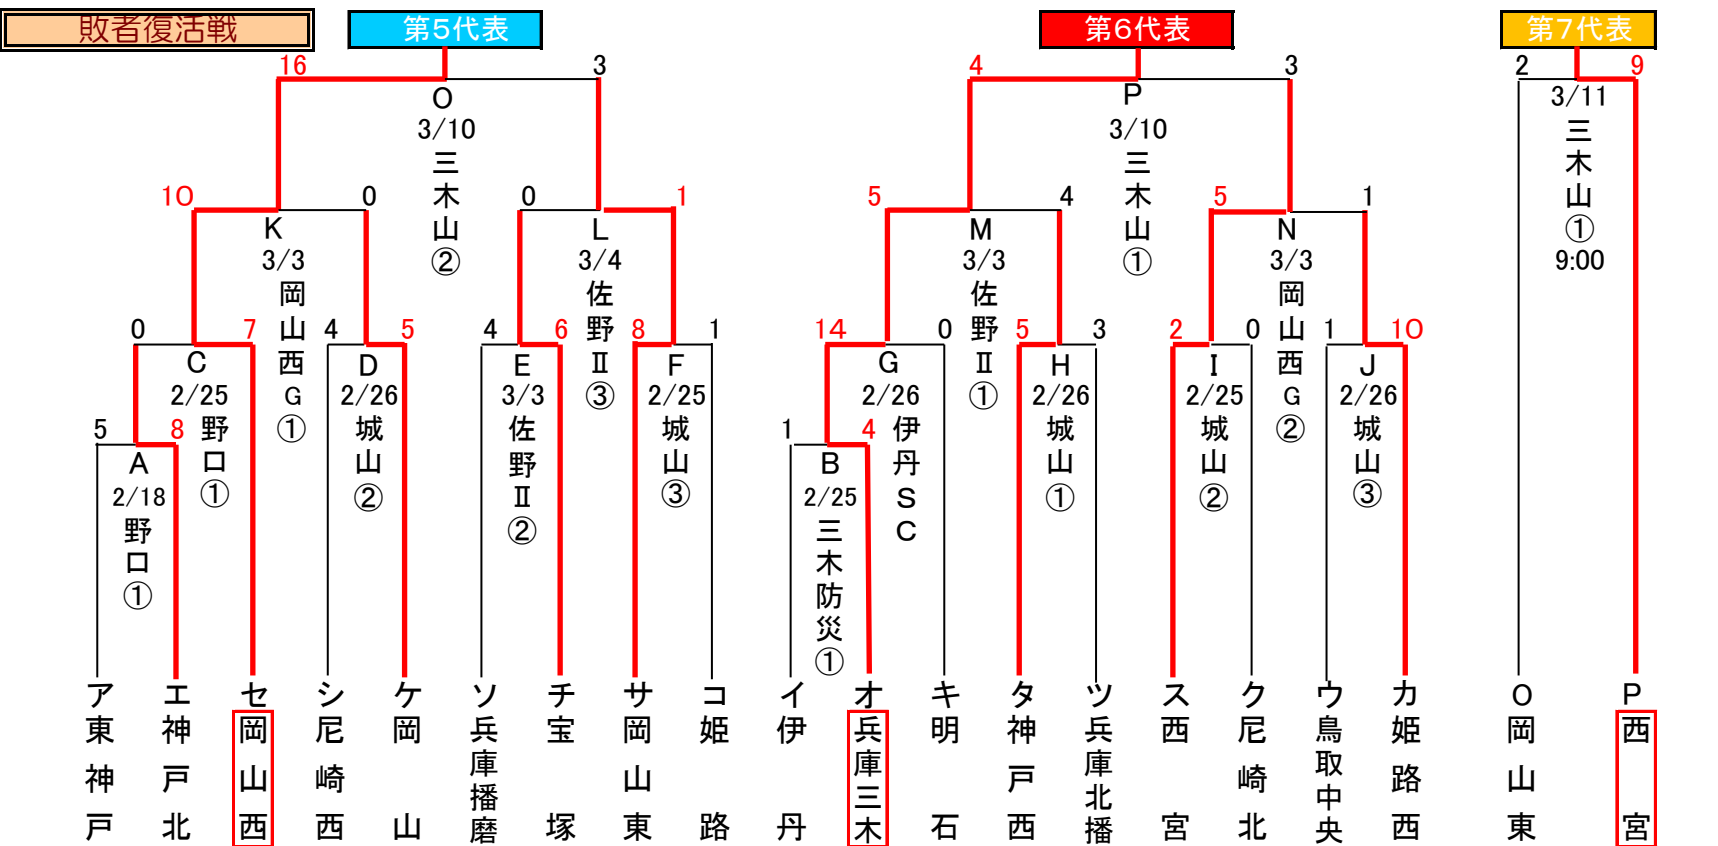 敗者復活戦
第5代表
第6代表
第7代表
16
3
4
3
2
9
O
3/10
三木山②
P
3/10
三木山①
3/11
三木山①
9:00
10
0
0
1
5
4
5
1
K
3/3
岡山西G①
L
3/4
佐野Ⅱ③
M
3/3
佐野Ⅱ①
N
3/3
岡山西G②
0
7
4
5
4
6
8
1
14
0
5
3
2
0
1
10
C
2/25
野口①
D
2/26
城山②
E
3/3
佐野Ⅱ②
F
2/25
城山③
G
2/26
伊丹SC
H
2/26
城山①
I
2/25
城山②
J
2/26
城山③
5
8
1
4
A
2/18
野口①
B
2/25
三木防災①
ア東神戸
エ神戸北
セ岡山西
シ尼崎西
ケ岡山
ソ兵庫播磨
チ宝塚
サ岡山東
コ姫路
イ伊丹
オ兵庫三木
キ明石
タ神戸西
ツ兵庫北播
ス西宮
ク尼崎北
ウ鳥取中央
カ姫路西
O岡山東
P西宮